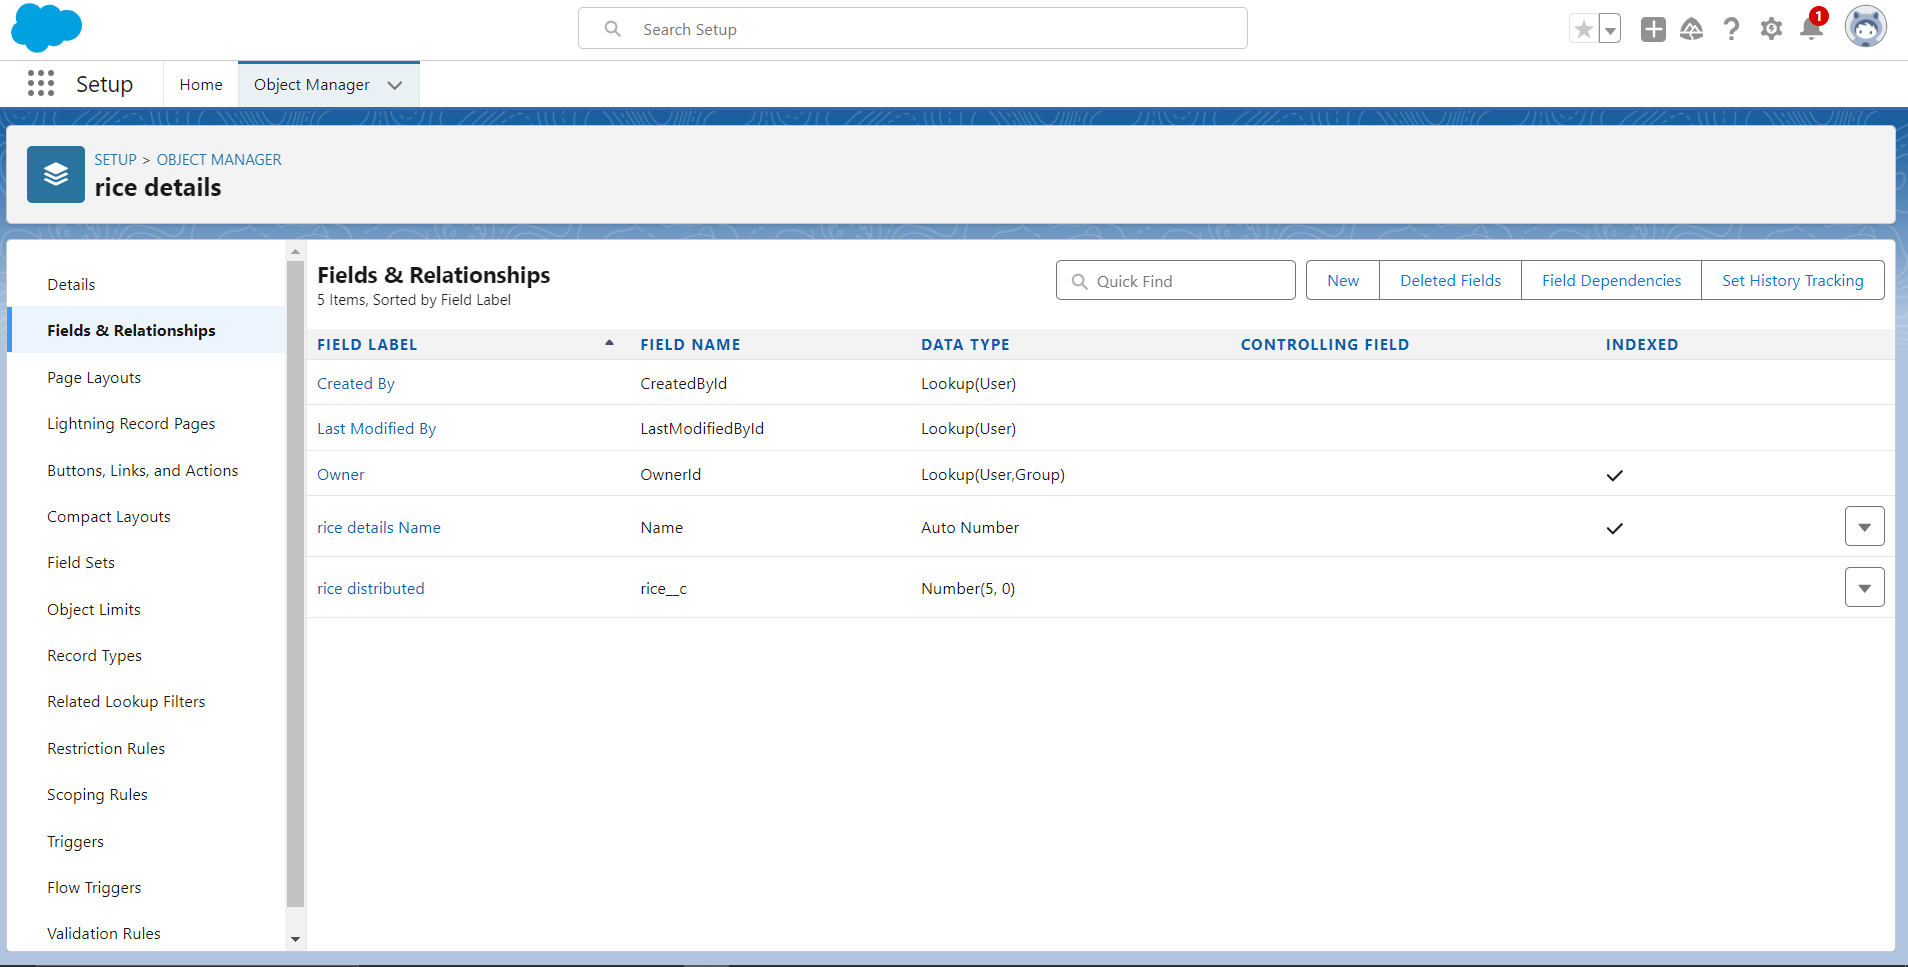 Search Setup
1
Setup
Home
Object Manager
SETUP > OBJECT MANAGER
rice details
Details
Fields & Relationships
Page Layouts
Lightning Record Pages
Buttons, Links, and Actions
Compact Layouts
Field Sets
Object Limits
Record Types
Related Lookup Filters
Restriction Rules
Scoping Rules
Triggers
Flow Triggers
Validation Rules
Fields & Relationships
5 Items, Sorted by Field Label
Quick Find
New
Deleted Fields
Field Dependencies
Set History Tracking
FIELD LABEL FIELD NAME DATA TYPE CONTROLLING FIELD INDEXED
Created By CreatedById Lookup(User)
Last Modified By LastModifiedById Lookup(User)
Owner OwnerId Lookup(User,Group)
rice details Name Name Auto Number
rice distributed rice__c Number(5, 0)